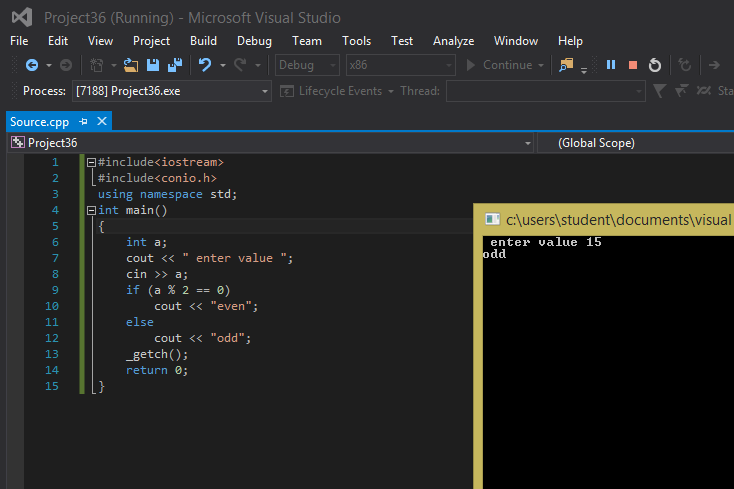 Project36 (Running) - Microsoft Visual Studio
File Edit View Project Build Debug Team Tools Test Analyze Window Help
Debug x86 Continue
Process: [7188] Project36.exe Lifecycle Events Thread:
Source.cpp
Project36 (Global Scope)
1 #include<iostream>
2 #include<conio.h>
3 using namespace std;
4 int main()
5 {
6 int a;
7 cout << " enter value ";
8 cin >> a;
9 if (a % 2 == 0)
10 cout << "even";
11 else
12 cout << "odd";
13 _getch();
14 return 0;
15 }
c:\users\student\documents\visual
enter value 15
odd